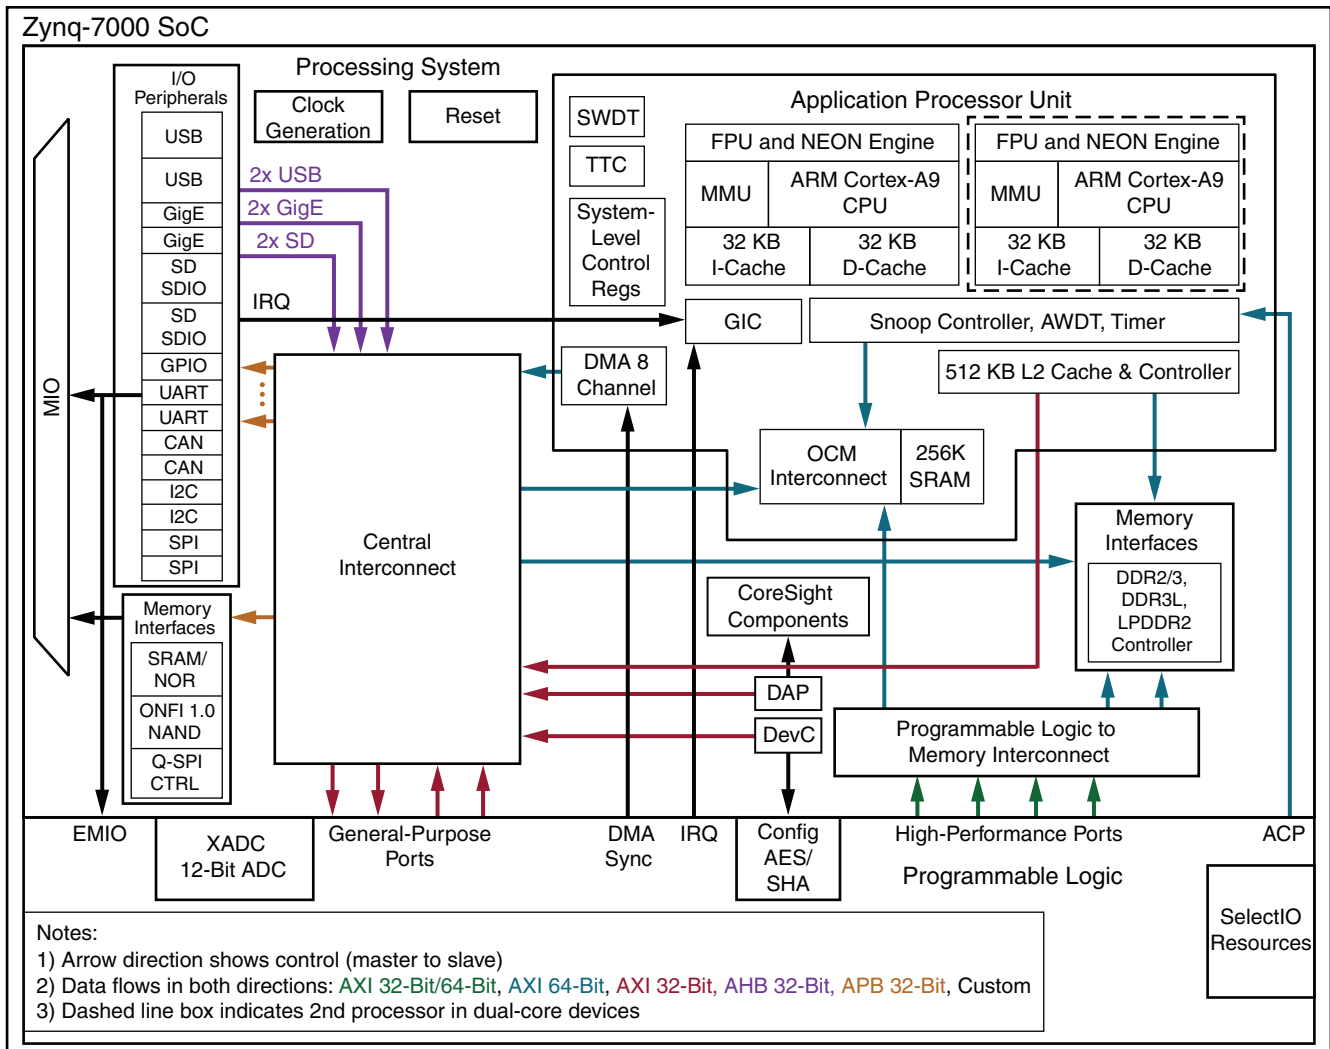 Zynq-7000 SoC
Processing System
I/O
Peripherals
USB
USB
GigE
GigE
SD
SDIO
SD
SDIO
GPIO
UART
UART
CAN
CAN
I2C
I2C
SPI
SPI
MIO
Clock
Generation
Reset
2x USB
2x GigE
2x SD
IRQ
Application Processor Unit
SWDT
TTC
System-
Level
Control
Regs
FPU and NEON Engine
MMU
ARM Cortex-A9
CPU
32 KB
I-Cache
32 KB
D-Cache
FPU and NEON Engine
MMU
ARM Cortex-A9
CPU
32 KB
I-Cache
32 KB
D-Cache
GIC
Snoop Controller, AWDT, Timer
DMA 8
Channel
512 KB L2 Cache & Controller
OCM
Interconnect
256K
SRAM
Central
Interconnect
Memory
Interfaces
DDR2/3,
DDR3L,
LPDDR2
Controller
CoreSight
Components
DAP
DevC
Programmable Logic to
Memory Interconnect
Memory
Interfaces
SRAM/
NOR
ONFI 1.0
NAND
Q-SPI
CTRL
EMIO
XADC
12-Bit ADC
General-Purpose
Ports
DMA
Sync
IRQ
Config
AES/
SHA
High-Performance Ports
ACP
Programmable Logic
SelectIO
Resources
Notes:
1) Arrow direction shows control (master to slave)
2) Data flows in both directions: AXI 32-Bit/64-Bit, AXI 64-Bit, AXI 32-Bit, AHB 32-Bit, APB 32-Bit, Custom
3) Dashed line box indicates 2nd processor in dual-core devices